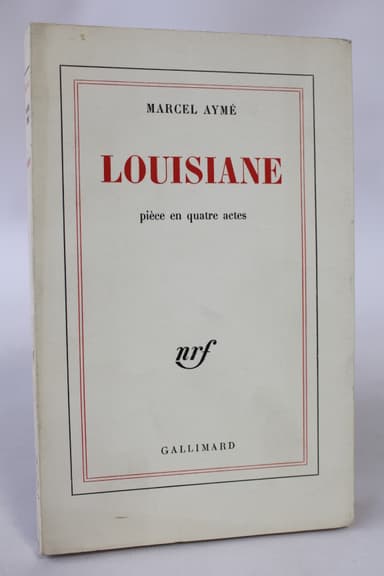 MARCEL AYMÉ
LOUISIANE
pièce en quatre actes
nrf
GALLIMARD